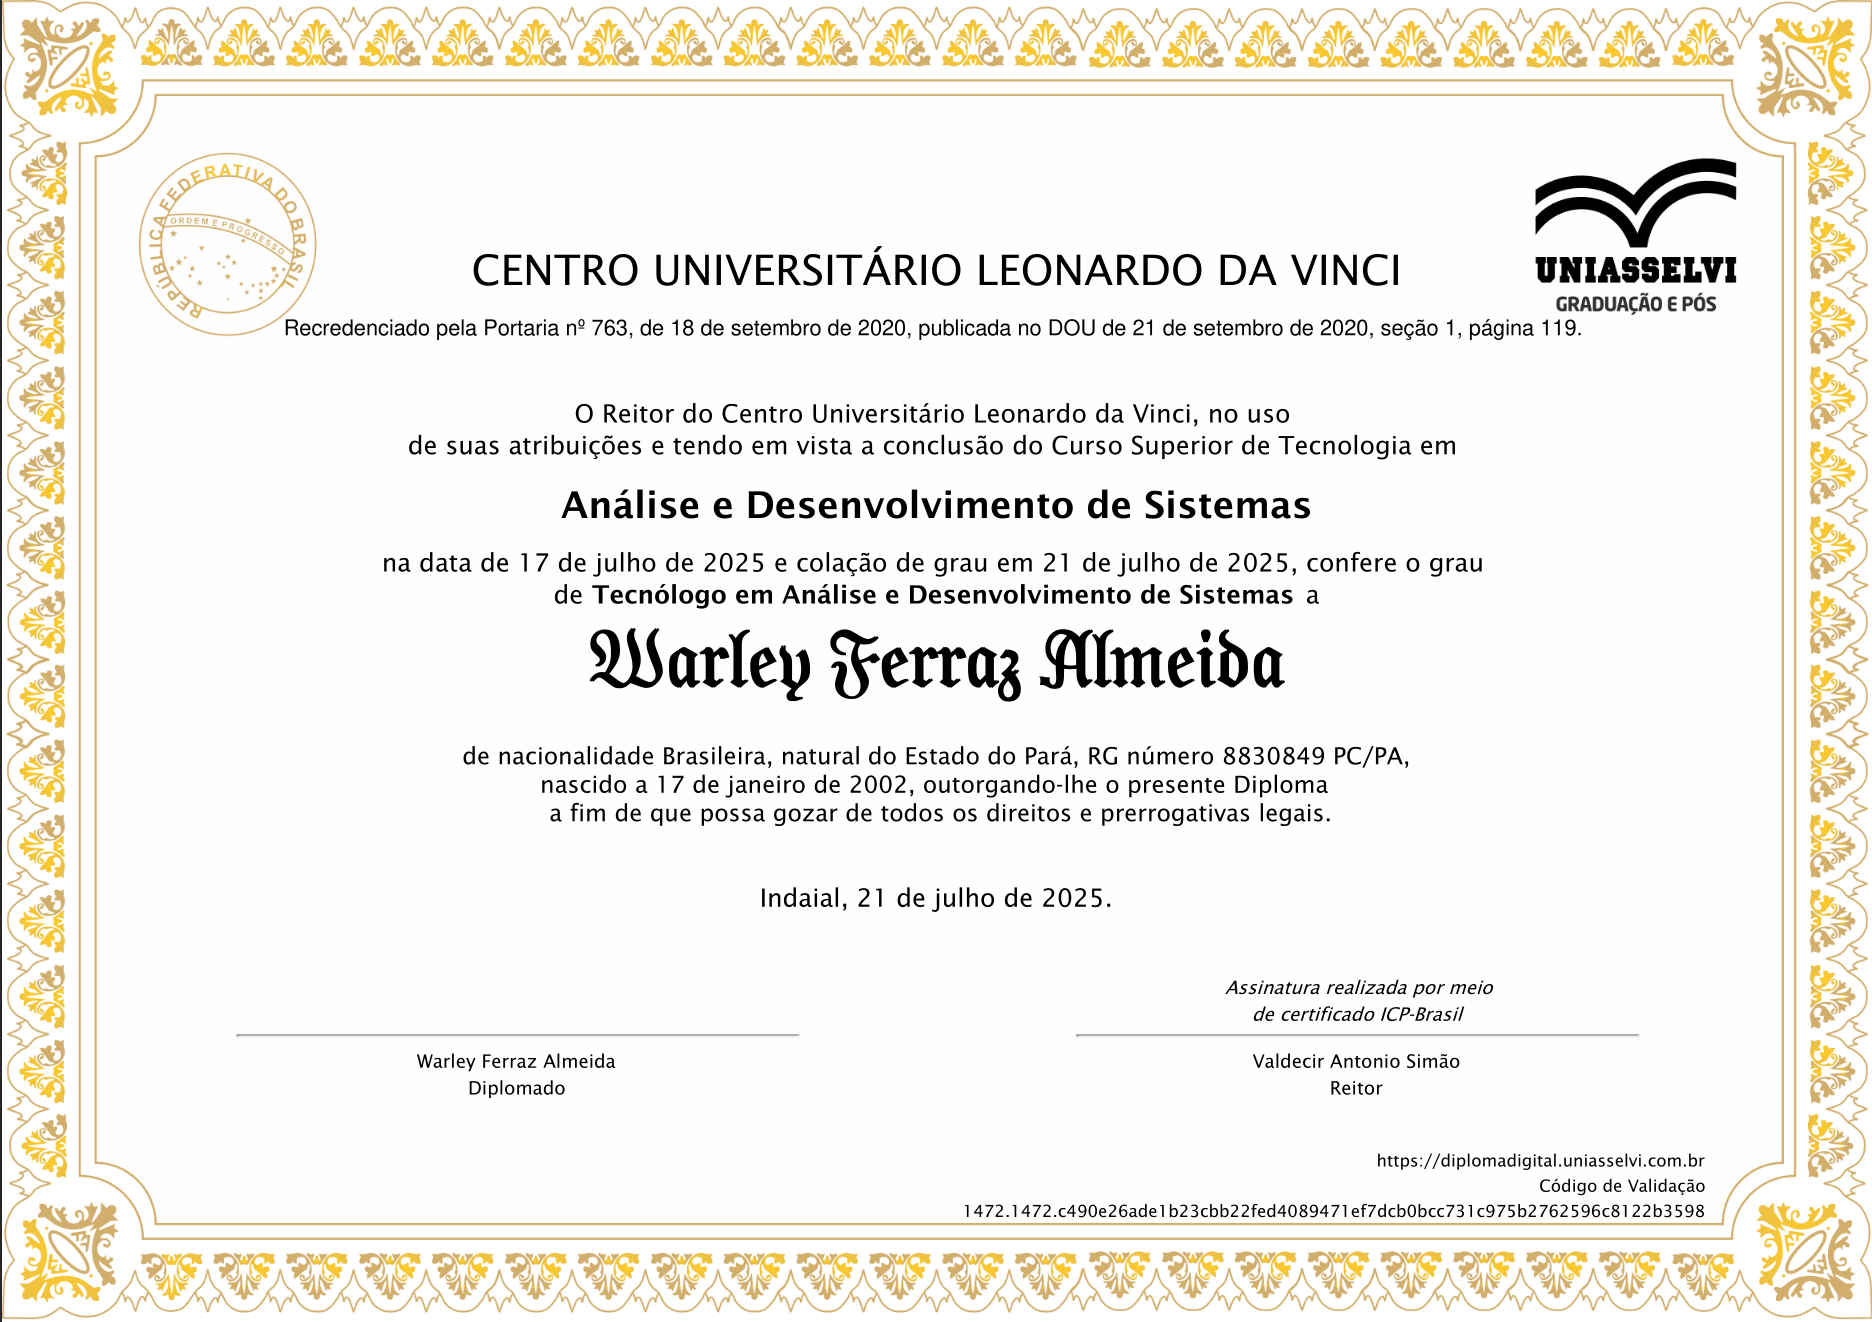 REPÚBLICA FEDERATIVA DO BRASIL
ORDEM E PROGRESSO
UNIASSELVI
GRADUAÇÃO E PÓS
CENTRO UNIVERSITÁRIO LEONARDO DA VINCI
Recredenciado pela Portaria nº 763, de 18 de setembro de 2020, publicada no DOU de 21 de setembro de 2020, seção 1, página 119.
O Reitor do Centro Universitário Leonardo da Vinci, no uso
de suas atribuições e tendo em vista a conclusão do Curso Superior de Tecnologia em
Análise e Desenvolvimento de Sistemas
na data de 17 de julho de 2025 e colação de grau em 21 de julho de 2025, confere o grau
de Tecnólogo em Análise e Desenvolvimento de Sistemas a
Warley Ferraz Almeida
de nacionalidade Brasileira, natural do Estado do Pará, RG número 8830849 PC/PA,
nascido a 17 de janeiro de 2002, outorgando-lhe o presente Diploma
a fim de que possa gozar de todos os direitos e prerrogativas legais.
Indaial, 21 de julho de 2025.
Assinatura realizada por meio
de certificado ICP-Brasil
Warley Ferraz Almeida
Diplomado
Valdecir Antonio Simão
Reitor
https://diplomadigital.uniasselvi.com.br
Código de Validação
1472.1472.c490e26ade1b23cbb22fed4089471ef7dcb0bcc731c975b2762596c8122b3598